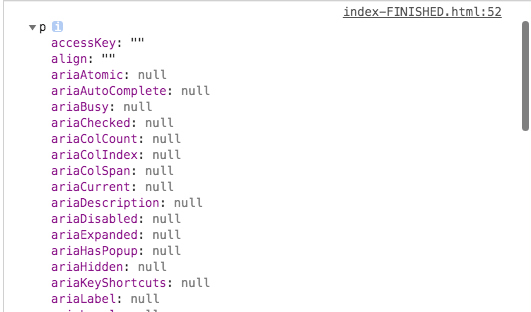 index-FINISHED.html:52
p i
accessKey: ""
align: ""
ariaAtomic: null
ariaAutoComplete: null
ariaBusy: null
ariaChecked: null
ariaColCount: null
ariaColIndex: null
ariaColSpan: null
ariaCurrent: null
ariaDescription: null
ariaDisabled: null
ariaExpanded: null
ariaHasPopup: null
ariaHidden: null
ariaKeyShortcuts: null
ariaLabel: null